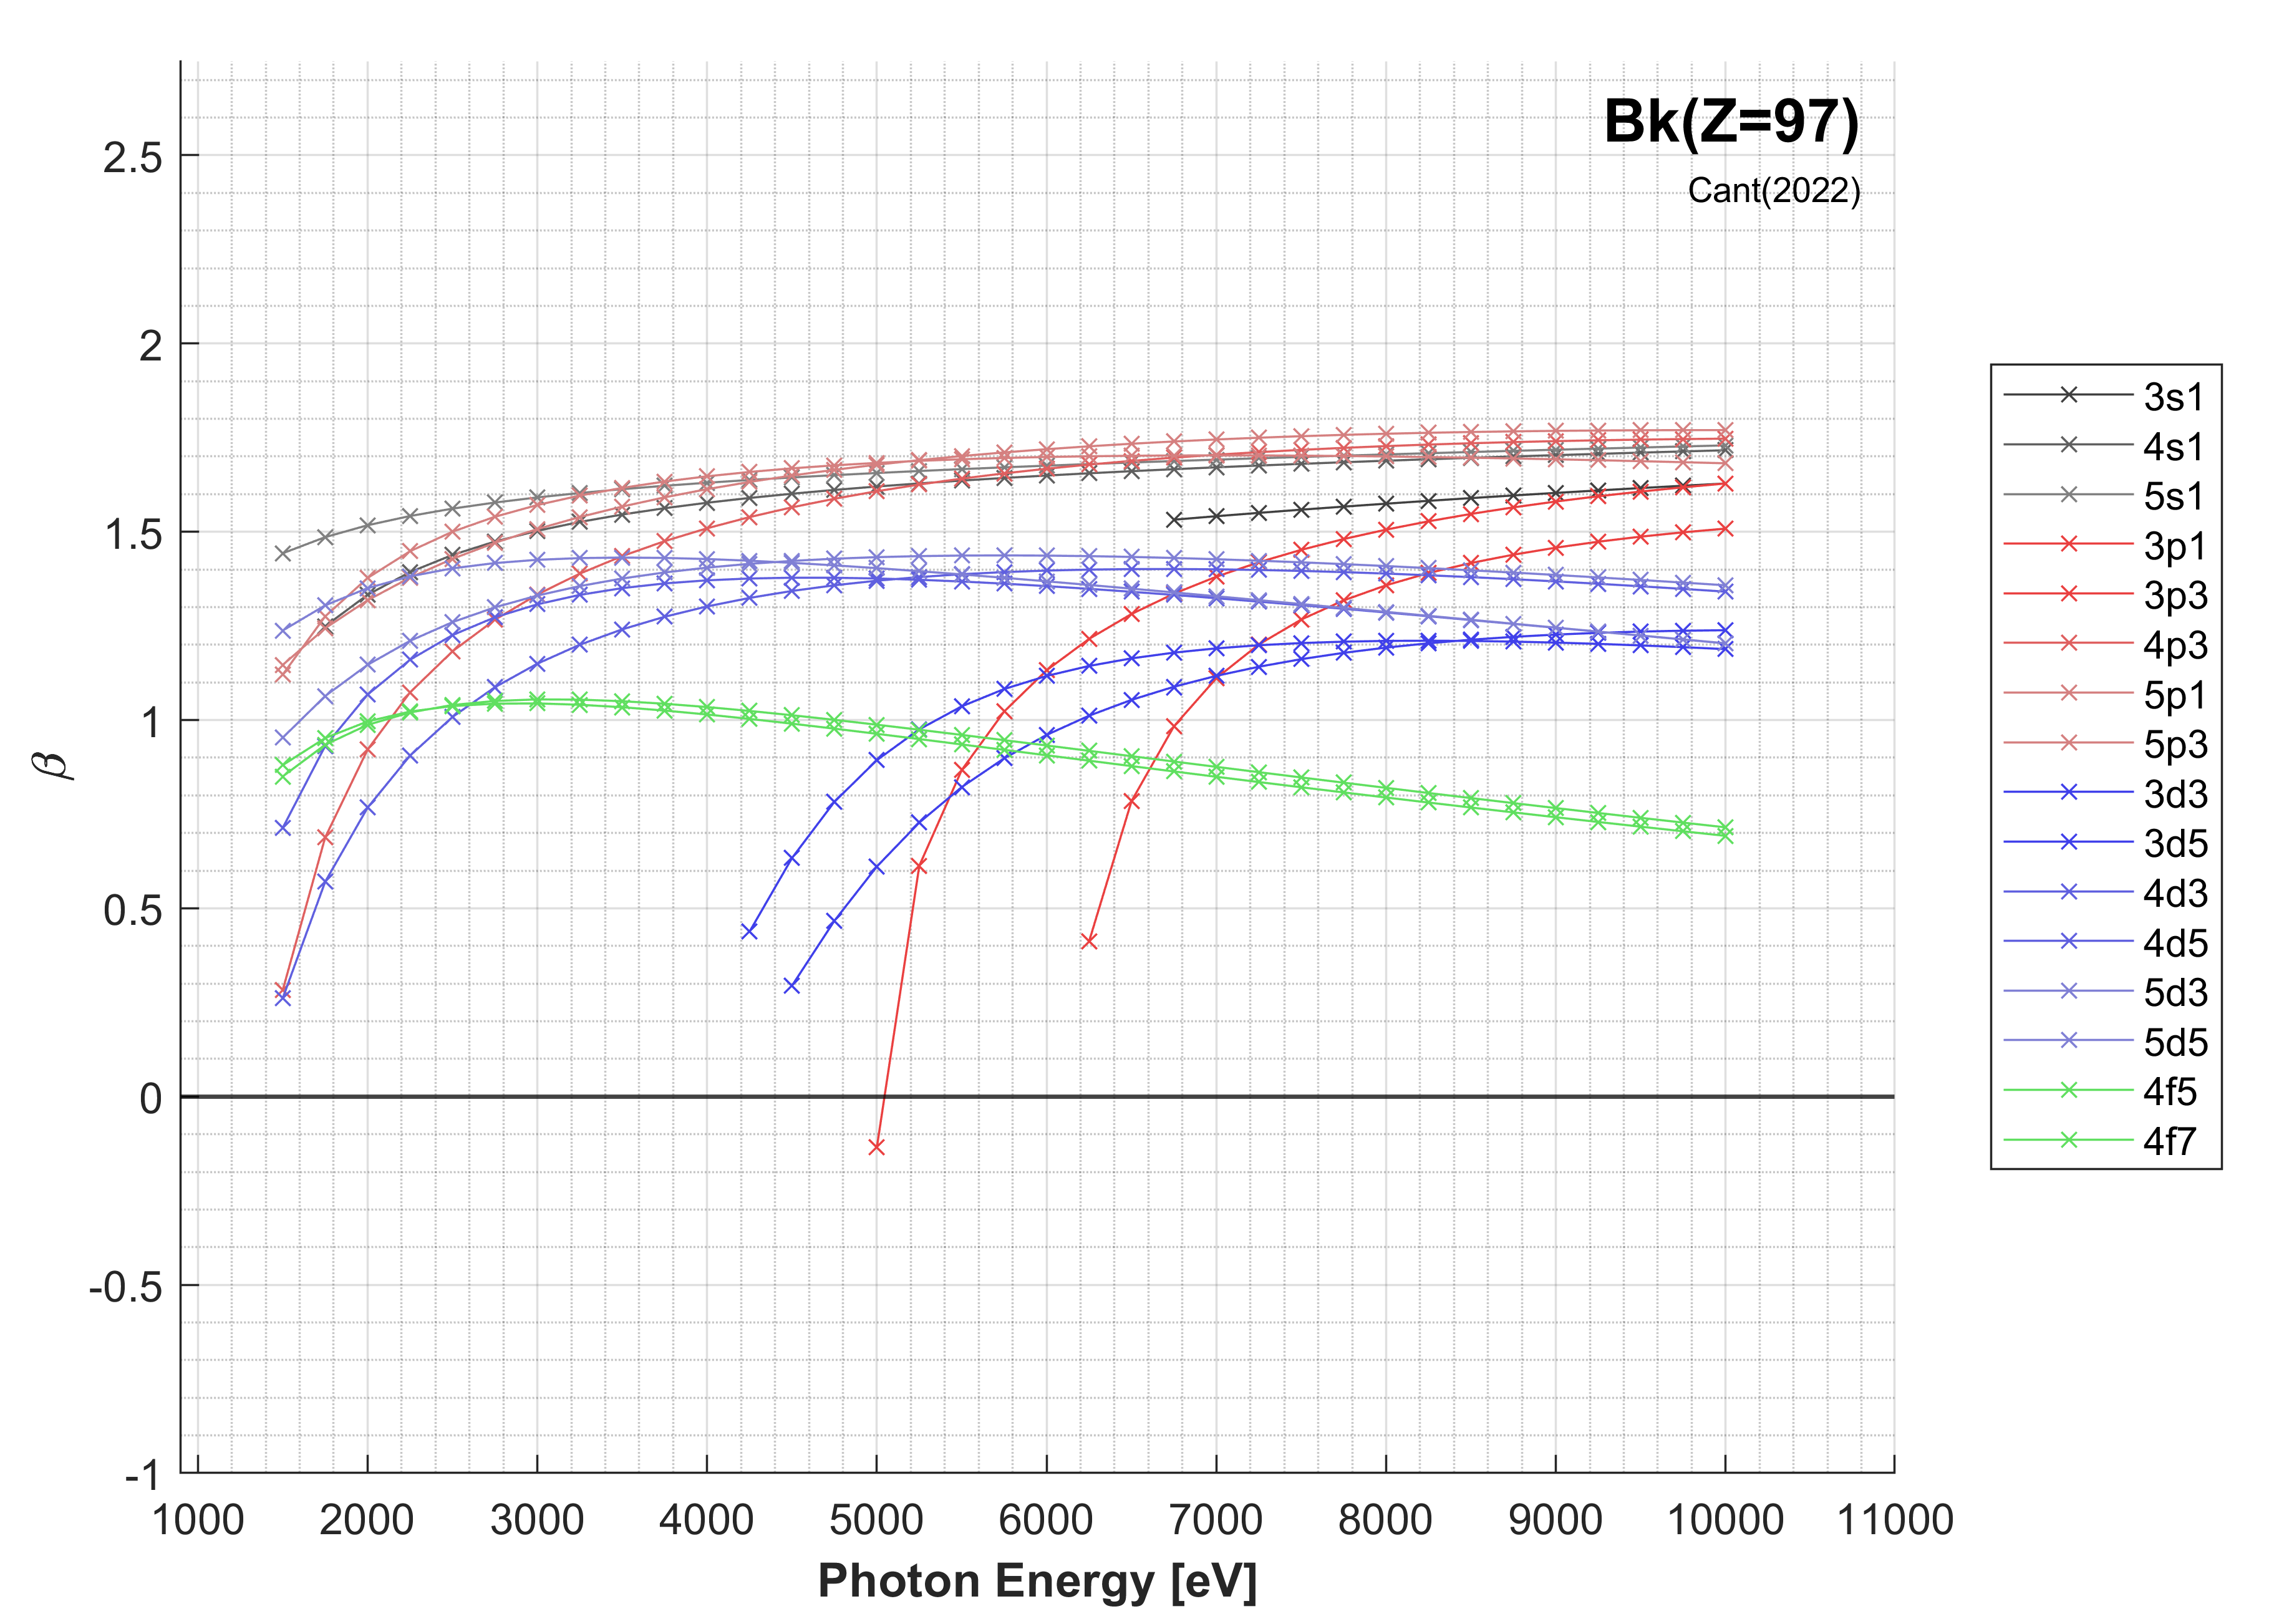 Bk(Z=97)
Cant(2022)
2.5
2
1.5
1
0.5
0
-0.5
-1
β
1000 2000 3000 4000 5000 6000 7000 8000 9000 10000 11000
Photon Energy [eV]
3s1
4s1
5s1
3p1
3p3
4p3
5p1
5p3
3d3
3d5
4d3
4d5
5d3
5d5
4f5
4f7